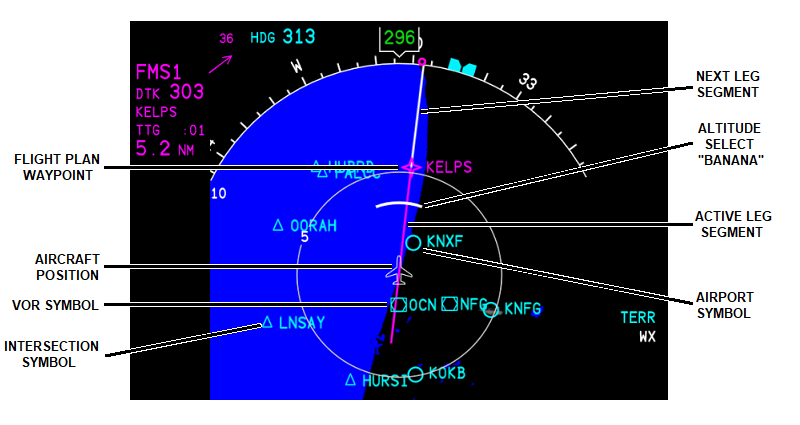 36
HDG 313
296
FMS1
DTK 303
KELPS
TTG :01
5.2 NM
W
33
NEXT LEG
SEGMENT
ALTITUDE
SELECT
"BANANA"
FLIGHT PLAN
WAYPOINT
KELPS
10
ACTIVE LEG
SEGMENT
OORAH
5
KNXF
AIRCRAFT
POSITION
VOR SYMBOL
OCN
NFG
KNFG
AIRPORT
SYMBOL
TERR
WX
INTERSECTION
SYMBOL
LNSAY
HURSI
KOKB